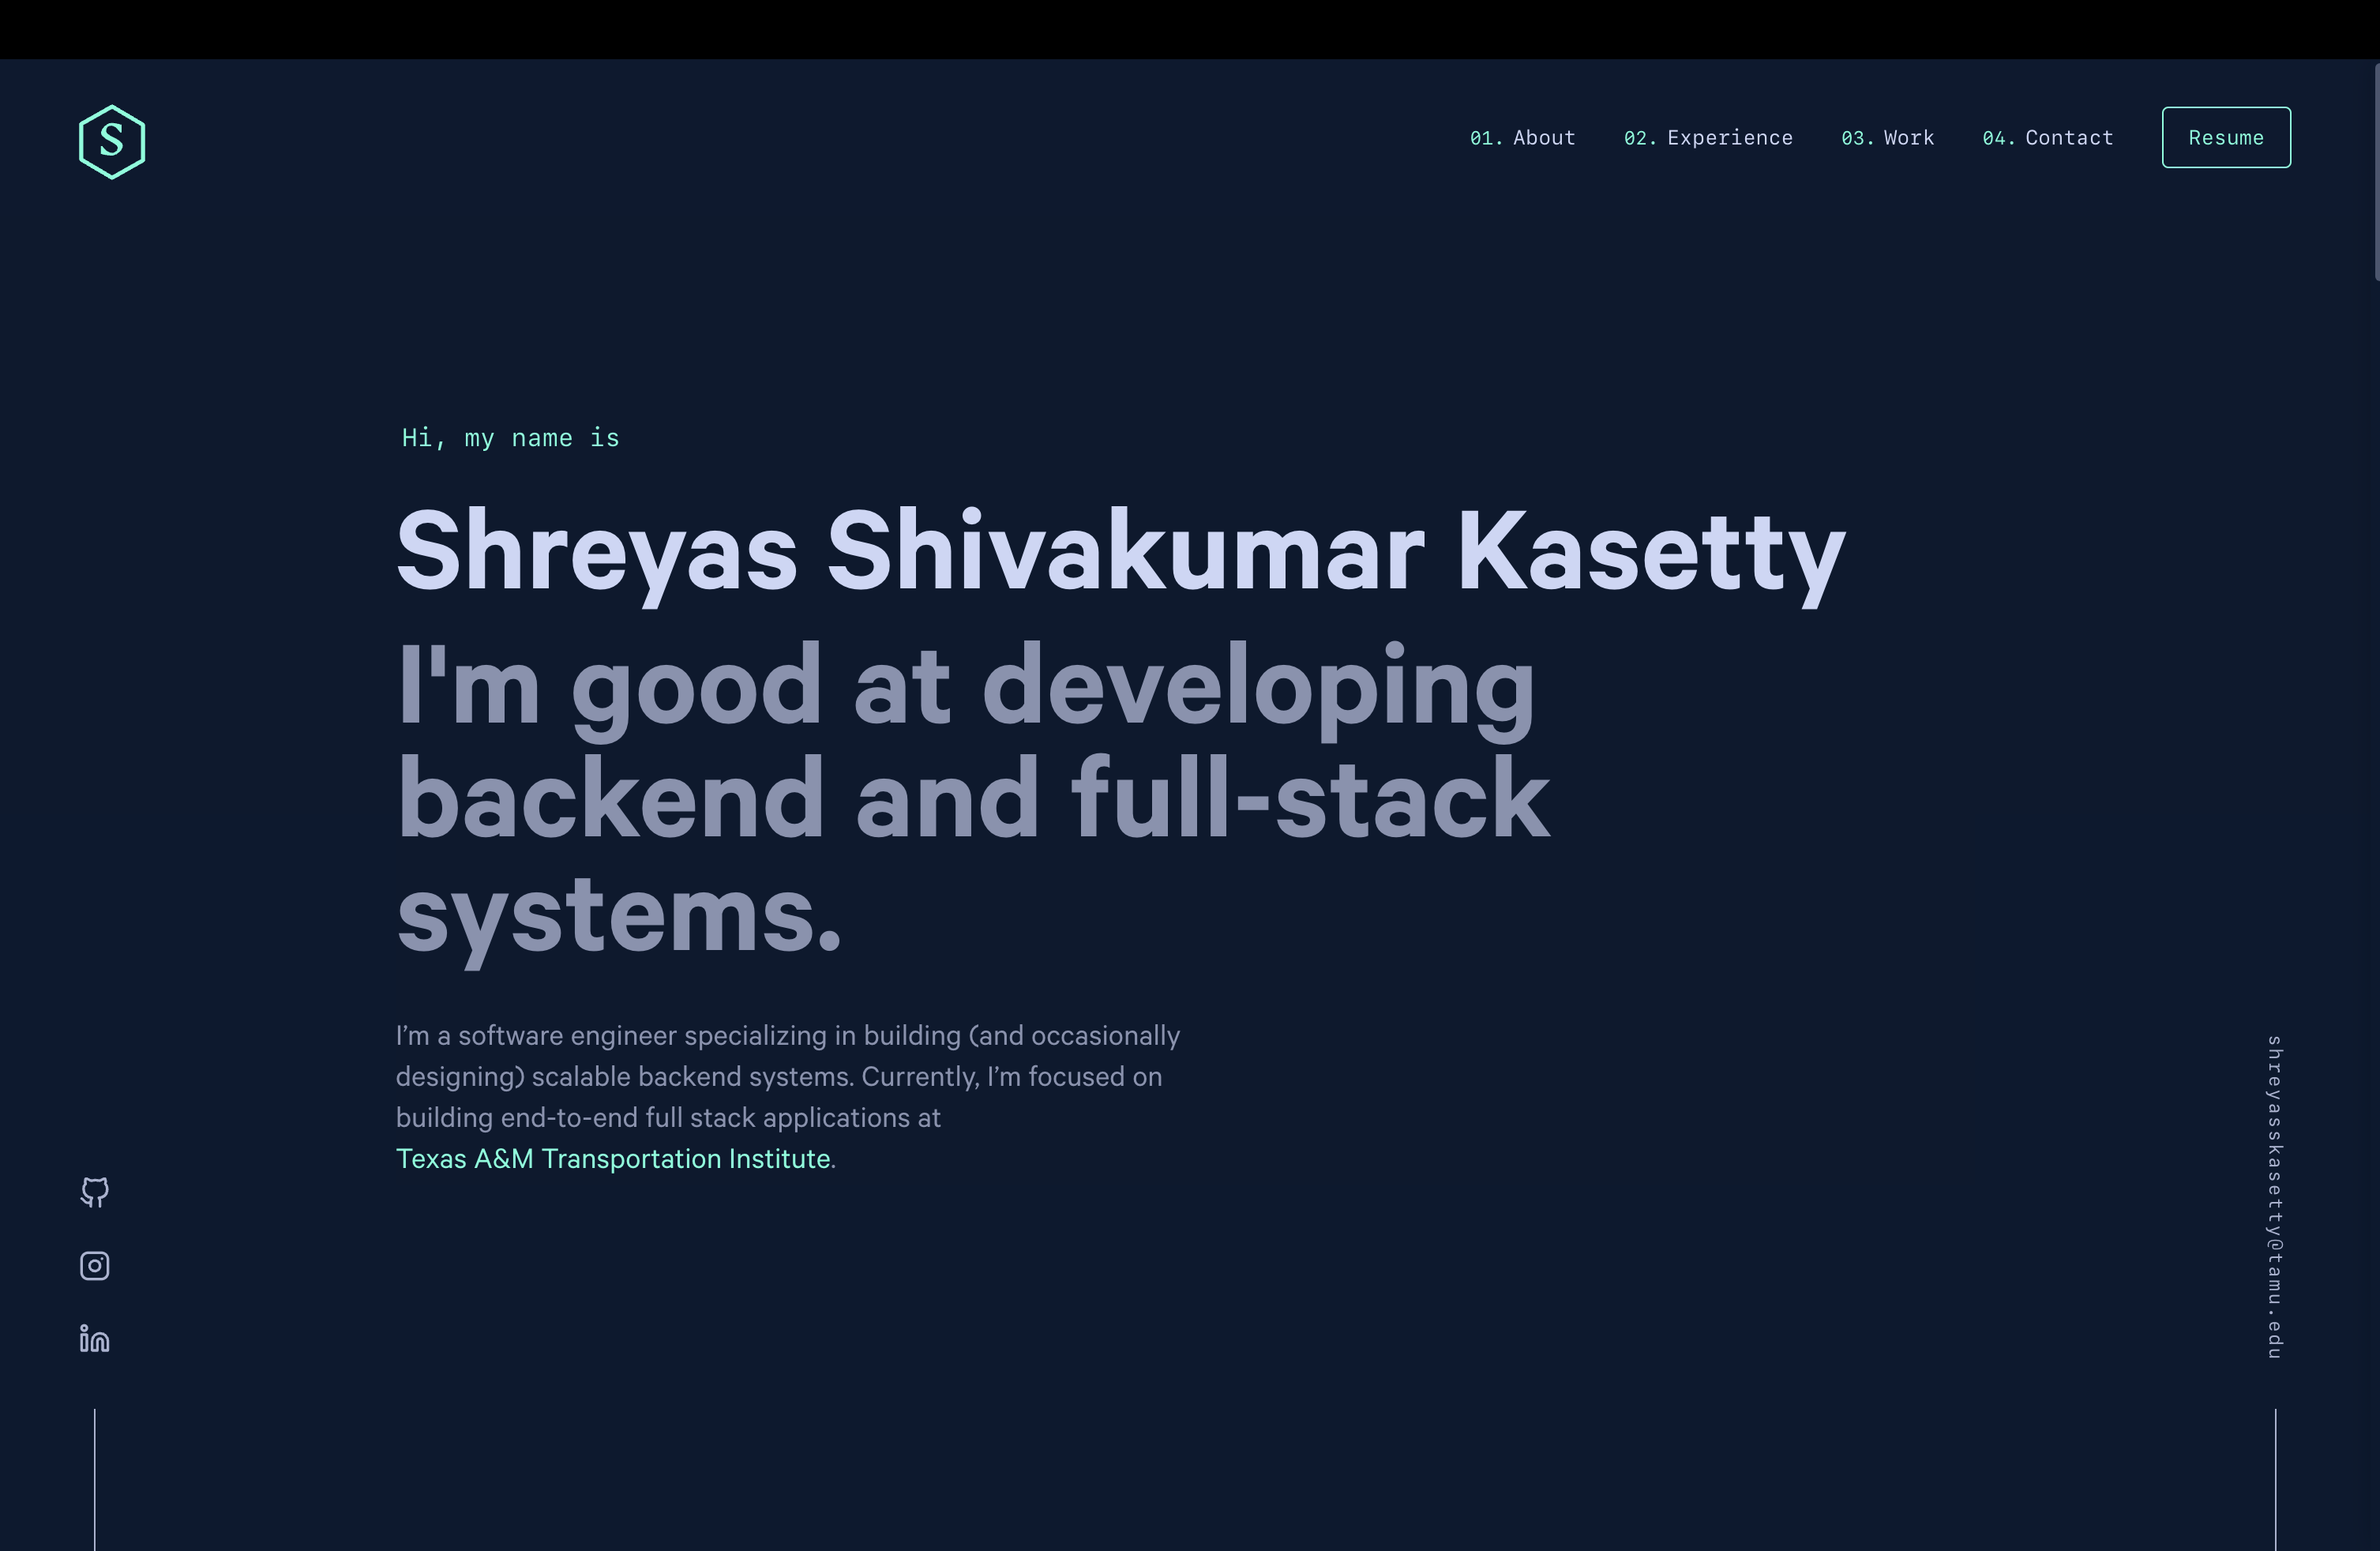 S
01. About 02. Experience 03. Work 04. Contact Resume
Hi, my name is
Shreyas Shivakumar Kasetty
I'm good at developing
backend and full-stack
systems.
I’m a software engineer specializing in building (and occasionally
designing) scalable backend systems. Currently, I’m focused on
building end-to-end full stack applications at
Texas A&M Transportation Institute.
in
shreyasskasetty@tamu.edu